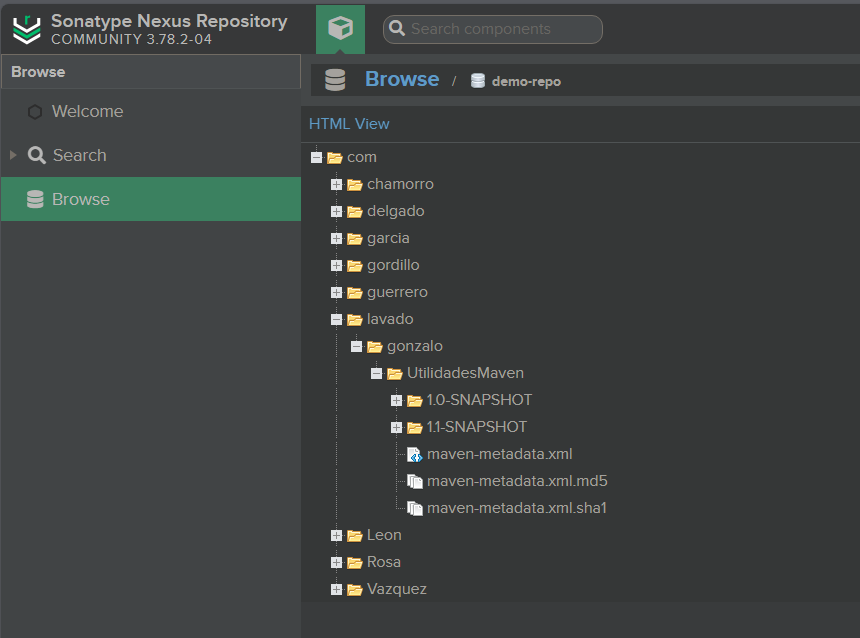 Sonatype Nexus Repository
COMMUNITY 3.78.2-04
Search components
Browse
Welcome
Search
Browse
Browse / demo-repo
HTML View
com
chamorro
delgado
garcia
gordillo
guerrero
lavado
gonzalo
UtilidadesMaven
1.0-SNAPSHOT
1.1-SNAPSHOT
maven-metadata.xml
maven-metadata.xml.md5
maven-metadata.xml.sha1
Leon
Rosa
Vazquez